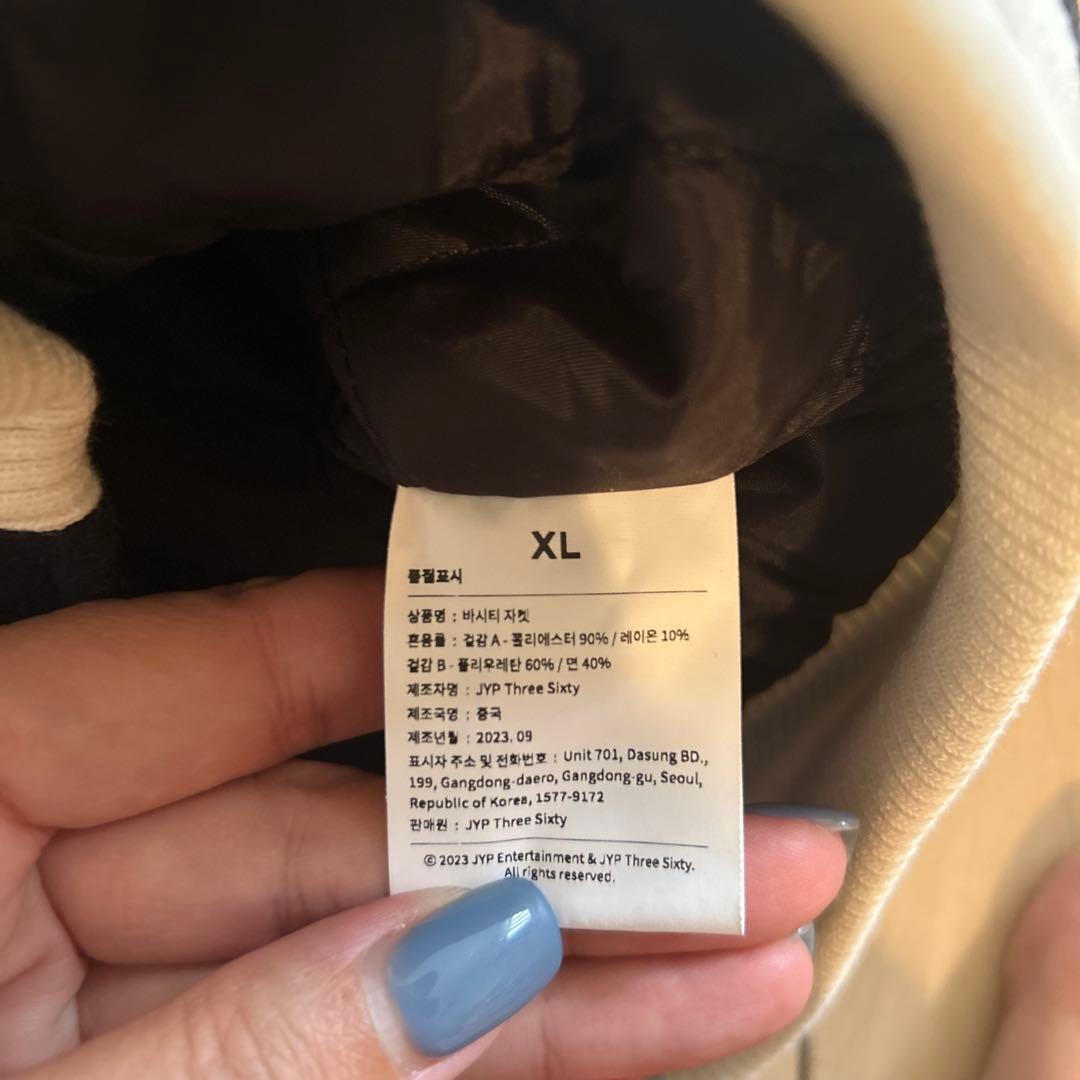 XL
품질표시
상품명 : 바시티 자켓
혼용률 : 겉감 A - 폴리에스터 90% / 레이온 10%
겉감 B - 폴리우레탄 60% / 면 40%
제조자명 : JYP Three Sixty
제조국명 : 중국
제조년월 : 2023. 09
표시자 주소 및 전화번호 : Unit 701, Dasung BD.,
199, Gangdong-daero, Gangdong-gu, Seoul,
Republic of Korea, 1577-9172
판매원 : JYP Three Sixty
© 2023 JYP Entertainment & JYP Three Sixty.
All rights reserved.